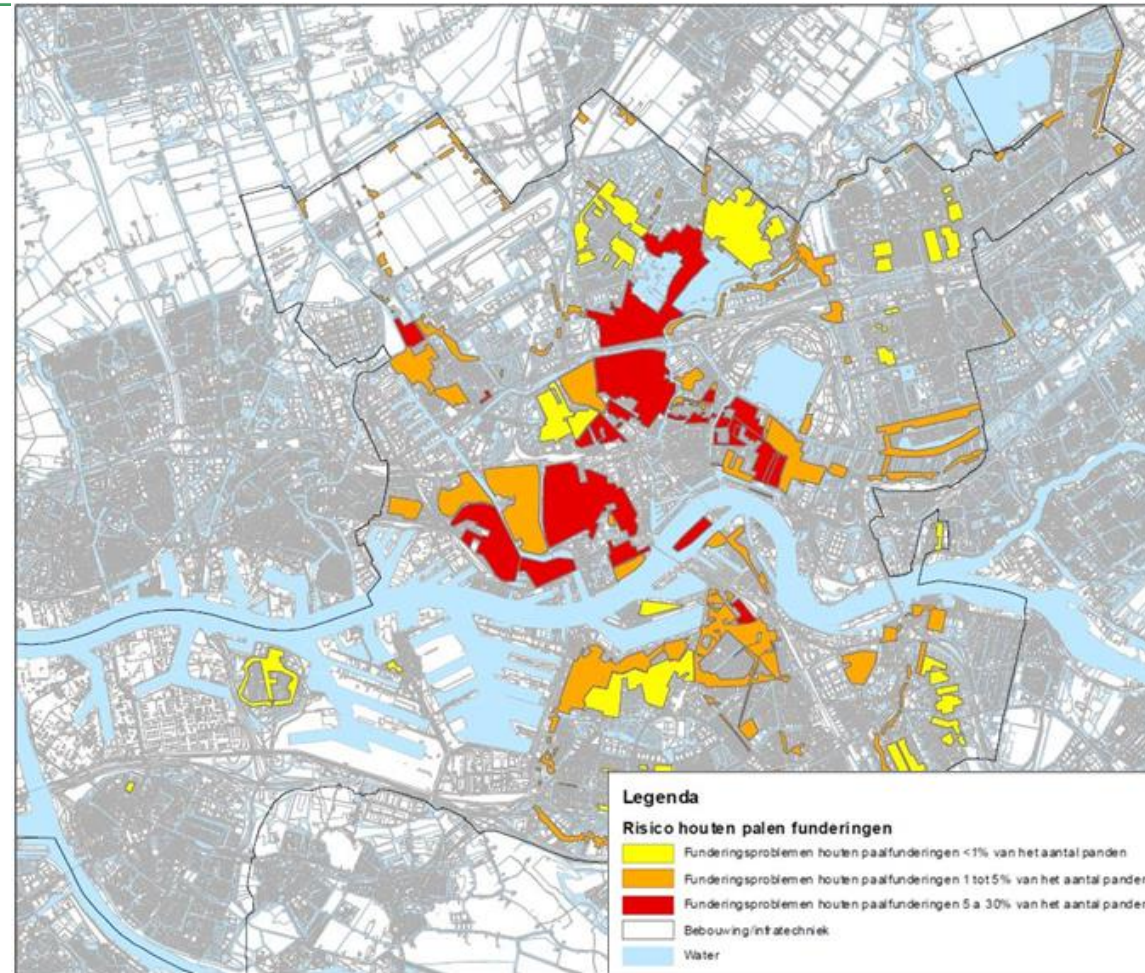 Legenda
Risico houten palen funderingen
Funderingsproblemen houten paalfunderingen <1% van het aantal panden
Funderingsproblemen houten paalfunderingen 1 tot 5% van het aantal panden
Funderingsproblemen houten paalfunderingen 5 a 30% van het aantal panden
Bebouwing/infratechniek
Water